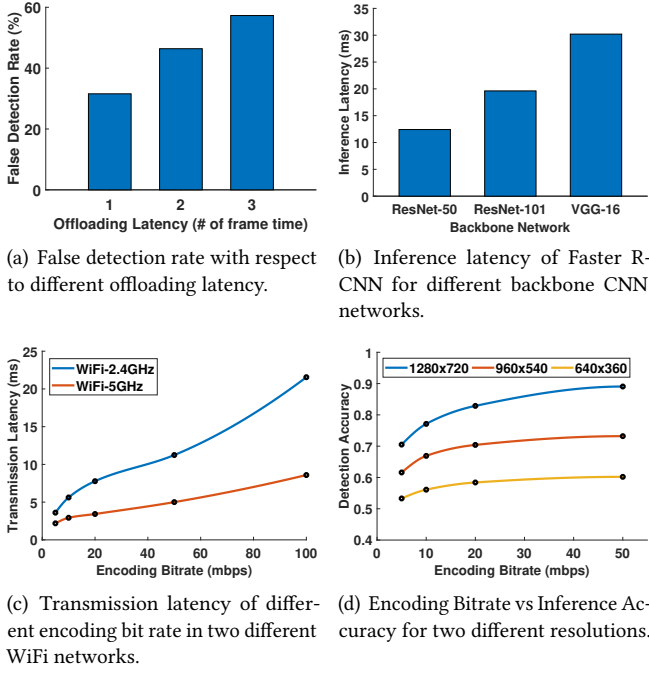 60
40
20
0
False Detection Rate (%)
1 2 3
Offloading Latency (# of frame time)
(a) False detection rate with respect
to different offloading latency.
35
30
25
20
15
10
5
0
Inference Latency (ms)
ResNet-50 ResNet-101 VGG-16
Backbone Network
(b) Inference latency of Faster R-
CNN for different backbone CNN
networks.
25
20
15
10
5
0
Transmission Latency (ms)
WiFi-2.4GHz
WiFi-5GHz
0 20 40 60 80 100
Encoding Bitrate (mbps)
(c) Transmission latency of differ-
ent encoding bit rate in two different
WiFi networks.
1
0.9
0.8
0.7
0.6
0.5
0.4
Detection Accuracy
1280x720 960x540 640x360
0 10 20 30 40 50
Encoding Bitrate (mbps)
(d) Encoding Bitrate vs Inference Ac-
curacy for two different resolutions.